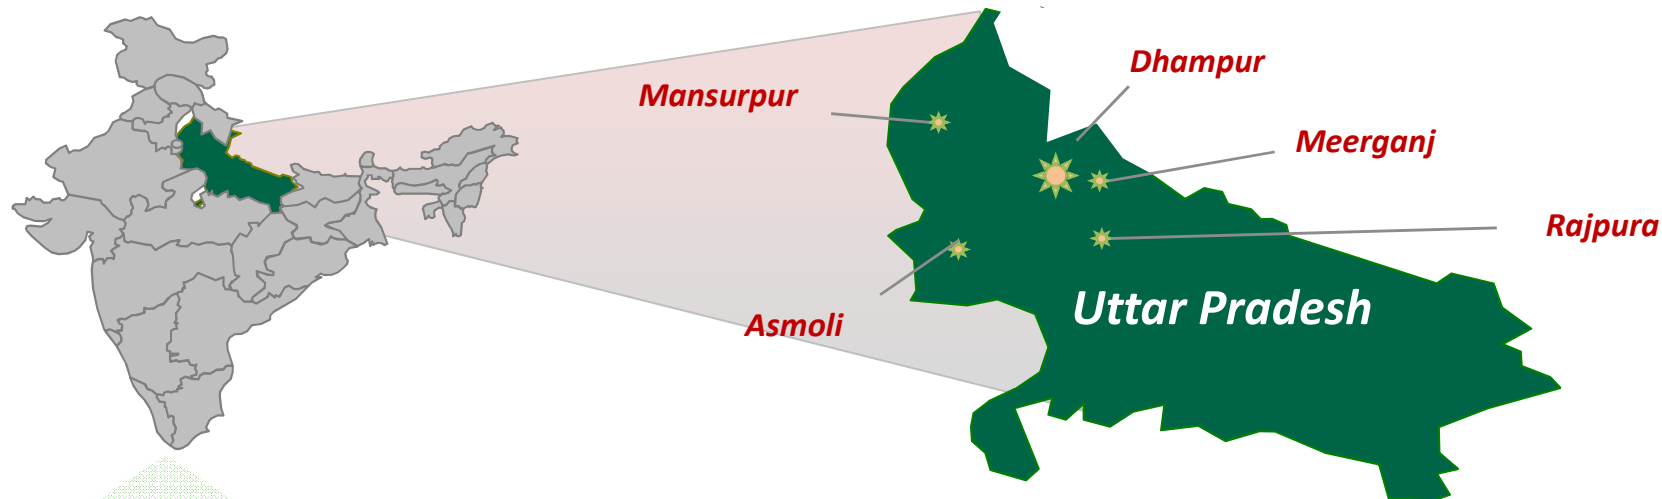 Dhampur
Mansurpur
Meerganj
Rajpura
Uttar Pradesh
Asmoli